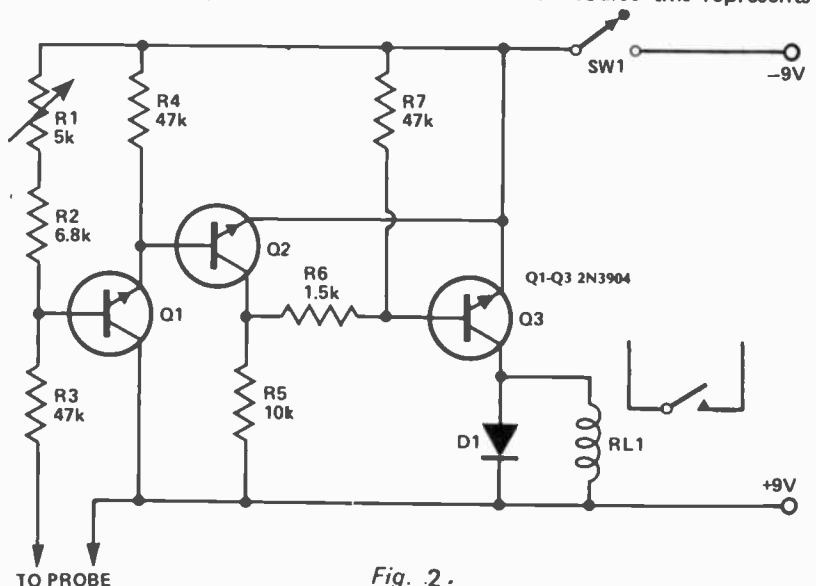 represents
SW1
–9V
R1
5k
R4
47k
R7
47k
R2
6.8k
Q2
R6
1.5k
Q1-Q3 2N3904
Q1
Q3
R3
47k
R5
10k
D1
RL1
+9V
TO PROBE
Fig. 2.